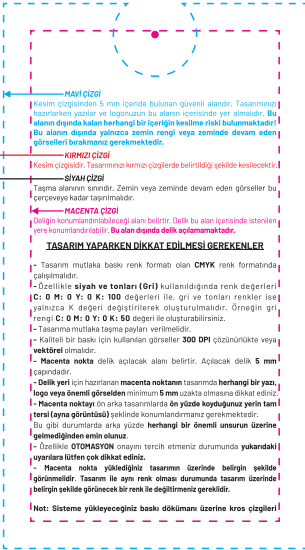 MAVİ ÇİZGİ
Kesim çizgisinden 5 mm içeride bulunan güvenli alandır. Tasarımınızı
hazırlarken yazılar ve logonuzun bu alanın içerisinde yer almalıdır. Bu
alanın dışında kalan herhangi bir içeriğin kesilme riski bulunmaktadır!
Bu alanın dışında yalnızca zemin rengi veya zeminde devam eden
görselleri bırakmanız gerekmektedir.
KIRMIZI ÇİZGİ
Kesim çizgisidir. Tasarımınızı kırmızı çizgilerde belirtildiği şekilde kesilecektir.
SİYAH ÇİZGİ
Taşma alanının sınırıdır. Zemin veya zeminde devam eden görseller bu
çerçeveye kadar taşırılmalıdır.
MACENTA ÇİZGİ
Deliğin konumlandırılabileceği alanı belirtir. Delik bu alan içerisinde istenilen
yere konumlandırılabilir. Bu alan dışında delik açılamamaktadır.
TASARIM YAPARKEN DİKKAT EDİLMESİ GEREKENLER
- Tasarım mutlaka baskı renk formatı olan CMYK renk formatında
çalışılmalıdır.
- Özellikle siyah ve tonları (Gri) kullanıldığında renk değerleri
C: 0 M: 0 Y: 0 K: 100 değerleri ile, gri ve tonları renkler ise
yalnızca K değeri değiştirilerek oluşturulmalıdır. Örneğin gri
rengi C: 0 M: 0 Y: 0 K: 50 değeri ile oluşturabilirsiniz.
- Tasarıma mutlaka taşma payları verilmelidir.
- Kaliteli bir baskı için kullanılan görseller 300 DPI çözünürlükte veya
vektörel olmalıdır.
- Macenta nokta delik açılacak alanı belirtir. Açılacak delik 5 mm
çapındadır.
- Delik yeri için hazırlanan macenta noktanın tasarımda herhangi bir yazı,
logo veya önemli görselden minimum 5 mm uzakta olmasına dikkat ediniz.
- Macenta noktayı ön arka tasarımlarda ön yüzde koyduğunuz yerin tam
tersi (ayna görüntüsü) şeklinde konumlandırmanız gerekmektedir.
Bu gibi durumlarda arka yüzde herhangi bir önemli unsurun üzerine
gelmediğinden emin olunuz.
- Özellikle OTOMASYON onayını tercih etmeniz durumunda yukarıdaki
uyarılara lütfen çok dikkat ediniz.
- Macenta nokta yüklediğiniz tasarımın üzerinde belirgin şekilde
görünmelidir. Tasarım ile aynı renk olması durumunda tasarım üzerinde
belirgin şekilde görünecek bir renk ile değiltirmeniz gereklidir.
Not: Sisteme yükleyeceğiniz baskı dökümanı üzerine kros çizgileri